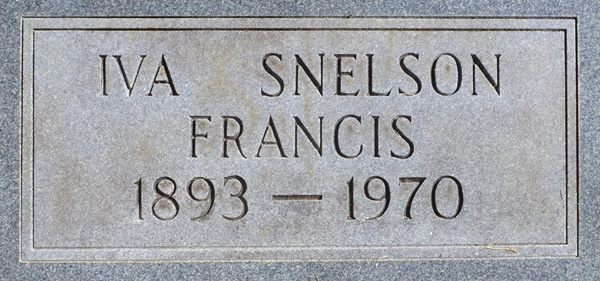 IVA SNELSON
FRANCIS
1893 — 1970